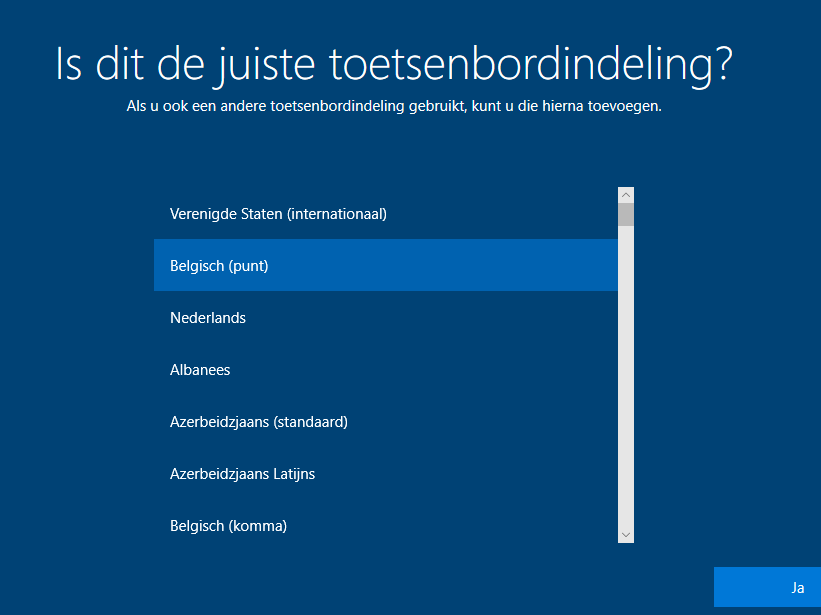 Is dit de juiste toetsenbordindeling?
Als u ook een andere toetsenbordindeling gebruikt, kunt u die hierna toevoegen.
Verenigde Staten (internationaal)
Belgisch (punt)
Nederlands
Albanees
Azerbeidzjaans (standaard)
Azerbeidzjaans Latijns
Belgisch (komma)
Ja